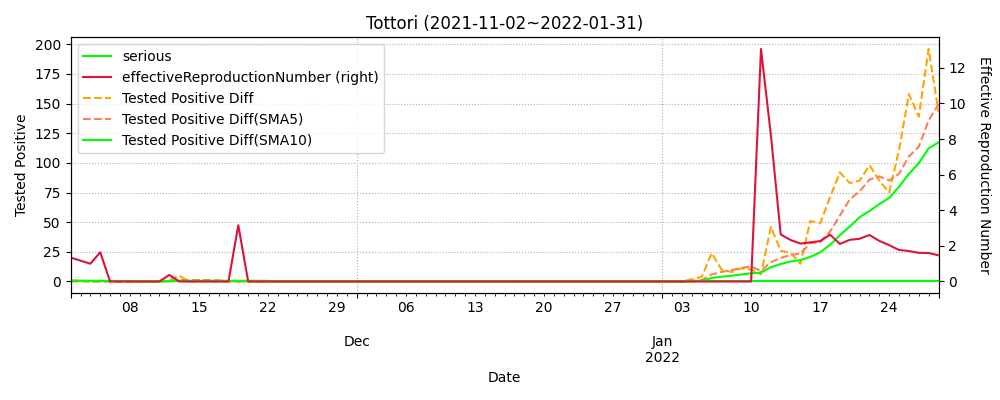 Tottori (2021-11-02~2022-01-31)
serious
effectiveReproductionNumber (right)
Tested Positive Diff
Tested Positive Diff(SMA5)
Tested Positive Diff(SMA10)
Tested Positive
200
175
150
125
100
75
50
25
0
Effective Reproduction Number
12
10
8
6
4
2
0
08 15 22 29 06 13 20 27 03 10 17 24
Dec Jan
2022
Date